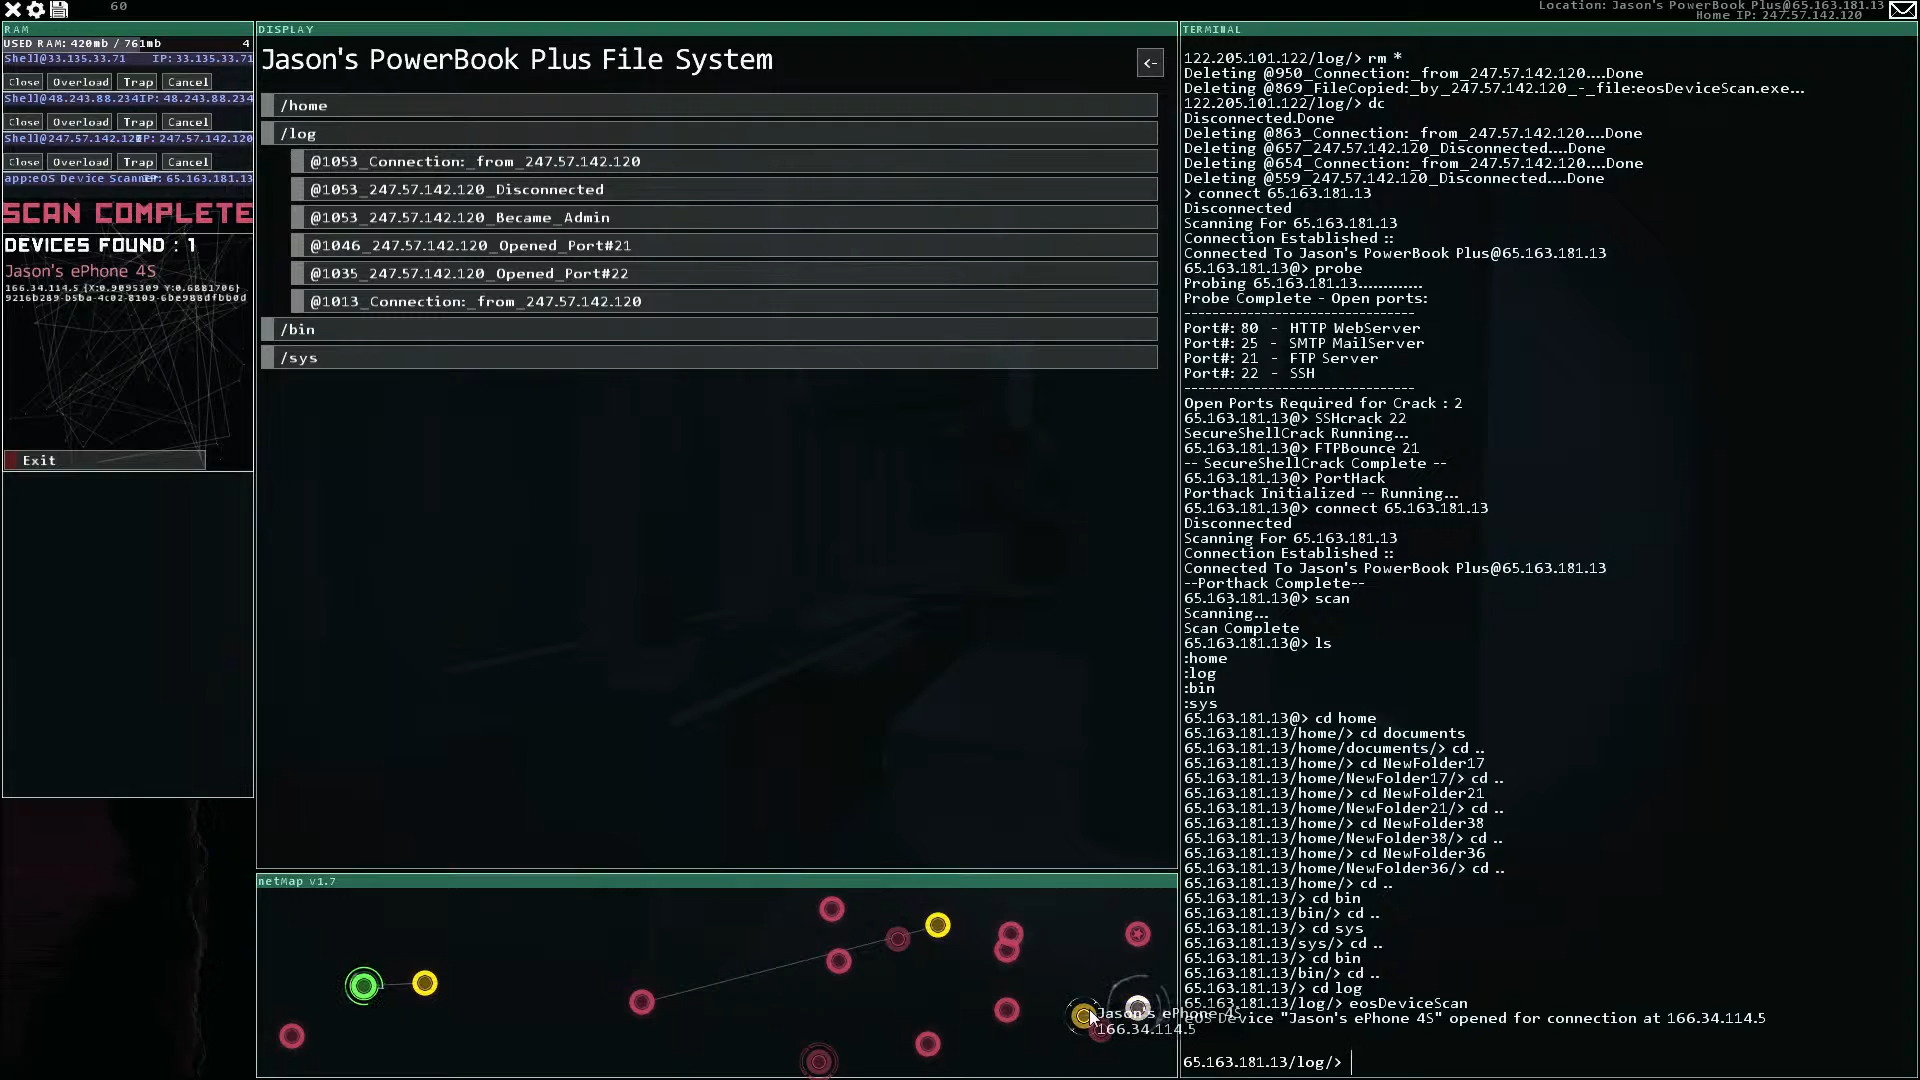 60
Location: Jason's PowerBook Plus@65.163.181.13
Home IP: 247.57.142.120
RAM
USED RAM: 420mb / 761mb 4
Shell@33.135.33.71 IP: 33.135.33.71
Close Overload Trap Cancel
Shell@48.243.88.234IP: 48.243.88.234
Close Overload Trap Cancel
Shell@247.57.142.120 IP: 247.57.142.120
Close Overload Trap Cancel
app:eOS Device Scanner IP: 65.163.181.13
SCAN COMPLETE
DEVICES FOUND : 1
Jason's ePhone 4S
166.34.114.5 {X:0.9095309 Y:0.6881706}
9216b289-b5ba-4c02-8109-6be988dfbb0d
Exit
DISPLAY
Jason's PowerBook Plus File System
<-
/home
/log
@1053_Connection:_from_247.57.142.120
@1053_247.57.142.120_Disconnected
@1053_247.57.142.120_Became_Admin
@1046_247.57.142.120_Opened_Port#21
@1035_247.57.142.120_Opened_Port#22
@1013_Connection:_from_247.57.142.120
/bin
/sys
netMap v1.7
Jason's ePhone 4S
166.34.114.5
TERMINAL
122.205.101.122/log/> rm *
Deleting @950_Connection:_from_247.57.142.120....Done
Deleting @869_FileCopied:_by_247.57.142.120_-_file:eosDeviceScan.exe...
122.205.101.122/log/> dc
Disconnected.Done
Deleting @863_Connection:_from_247.57.142.120....Done
Deleting @657_247.57.142.120_Disconnected....Done
Deleting @654_Connection:_from_247.57.142.120....Done
Deleting @559_247.57.142.120_Disconnected....Done
> connect 65.163.181.13
Disconnected
Scanning For 65.163.181.13
Connection Established ::
Connected To Jason's PowerBook Plus@65.163.181.13
65.163.181.13@> probe
Probing 65.163.181.13.............
Probe Complete - Open ports:
---------------------------------
Port#: 80 - HTTP WebServer
Port#: 25 - SMTP MailServer
Port#: 21 - FTP Server
Port#: 22 - SSH
---------------------------------
Open Ports Required for Crack : 2
65.163.181.13@> SSHcrack 22
SecureShellCrack Running...
65.163.181.13@> FTPBounce 21
-- SecureShellCrack Complete --
65.163.181.13@> PortHack
Porthack Initialized -- Running...
65.163.181.13@> connect 65.163.181.13
Disconnected
Scanning For 65.163.181.13
Connection Established ::
Connected To Jason's PowerBook Plus@65.163.181.13
--Porthack Complete--
65.163.181.13@> scan
Scanning...
Scan Complete
65.163.181.13@> ls
:home
:log
:bin
:sys
65.163.181.13@> cd home
65.163.181.13/home/> cd documents
65.163.181.13/home/documents/> cd ..
65.163.181.13/home/> cd NewFolder17
65.163.181.13/home/NewFolder17/> cd ..
65.163.181.13/home/> cd NewFolder21
65.163.181.13/home/NewFolder21/> cd ..
65.163.181.13/home/> cd NewFolder38
65.163.181.13/home/NewFolder38/> cd ..
65.163.181.13/home/> cd NewFolder36
65.163.181.13/home/NewFolder36/> cd ..
65.163.181.13/home/> cd ..
65.163.181.13/> cd bin
65.163.181.13/bin/> cd ..
65.163.181.13/> cd sys
65.163.181.13/sys/> cd ..
65.163.181.13/> cd bin
65.163.181.13/bin/> cd ..
65.163.181.13/> cd log
65.163.181.13/log/> eosDeviceScan
eOS Device "Jason's ePhone 4S" opened for connection at 166.34.114.5
65.163.181.13/log/>